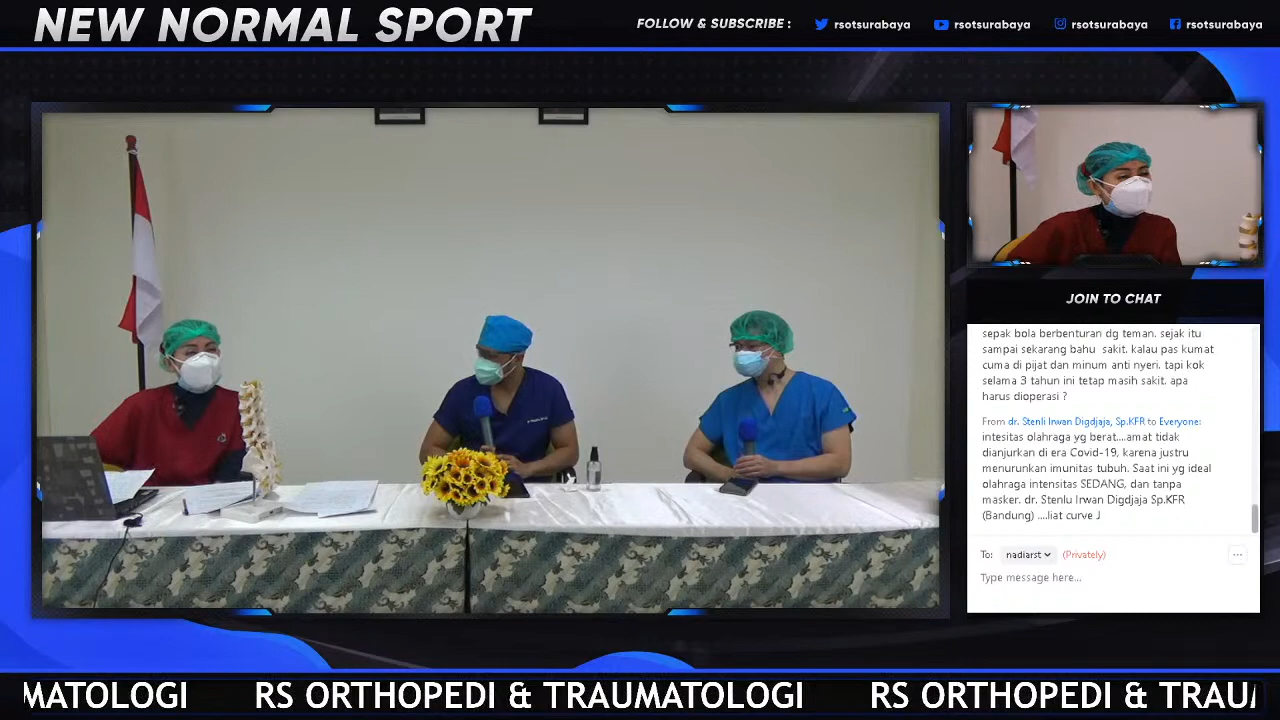 NEW NORMAL SPORT
FOLLOW & SUBSCRIBE : rsotsurabaya rsotsurabaya rsotsurabaya rsotsurabaya
JOIN TO CHAT
sepak bola berbenturan dg teman. sejak itu
sampai sekarang bahu sakit. kalau pas kumat
cuma di pijat dan minum anti nyeri. tapi kok
selama 3 tahun ini tetap masih sakit. apa
harus dioperasi ?
From dr. Stenli Irwan Digdjaja, Sp.KFR to Everyone:
intesitas olahraga yg berat....amat tidak
dianjurkan di era Covid-19, karena justru
menurunkan imunitas tubuh. Saat ini yg ideal
olahraga intensitas SEDANG, dan tanpa
masker. dr. Stenlu Irwan Digdjaja Sp.KFR
(Bandung) ....liat curve J
To: nadiarst (Privately)
Type message here...
MATOLOGI RS ORTHOPEDI & TRAUMATOLOGI RS ORTHOPEDI & TRAU